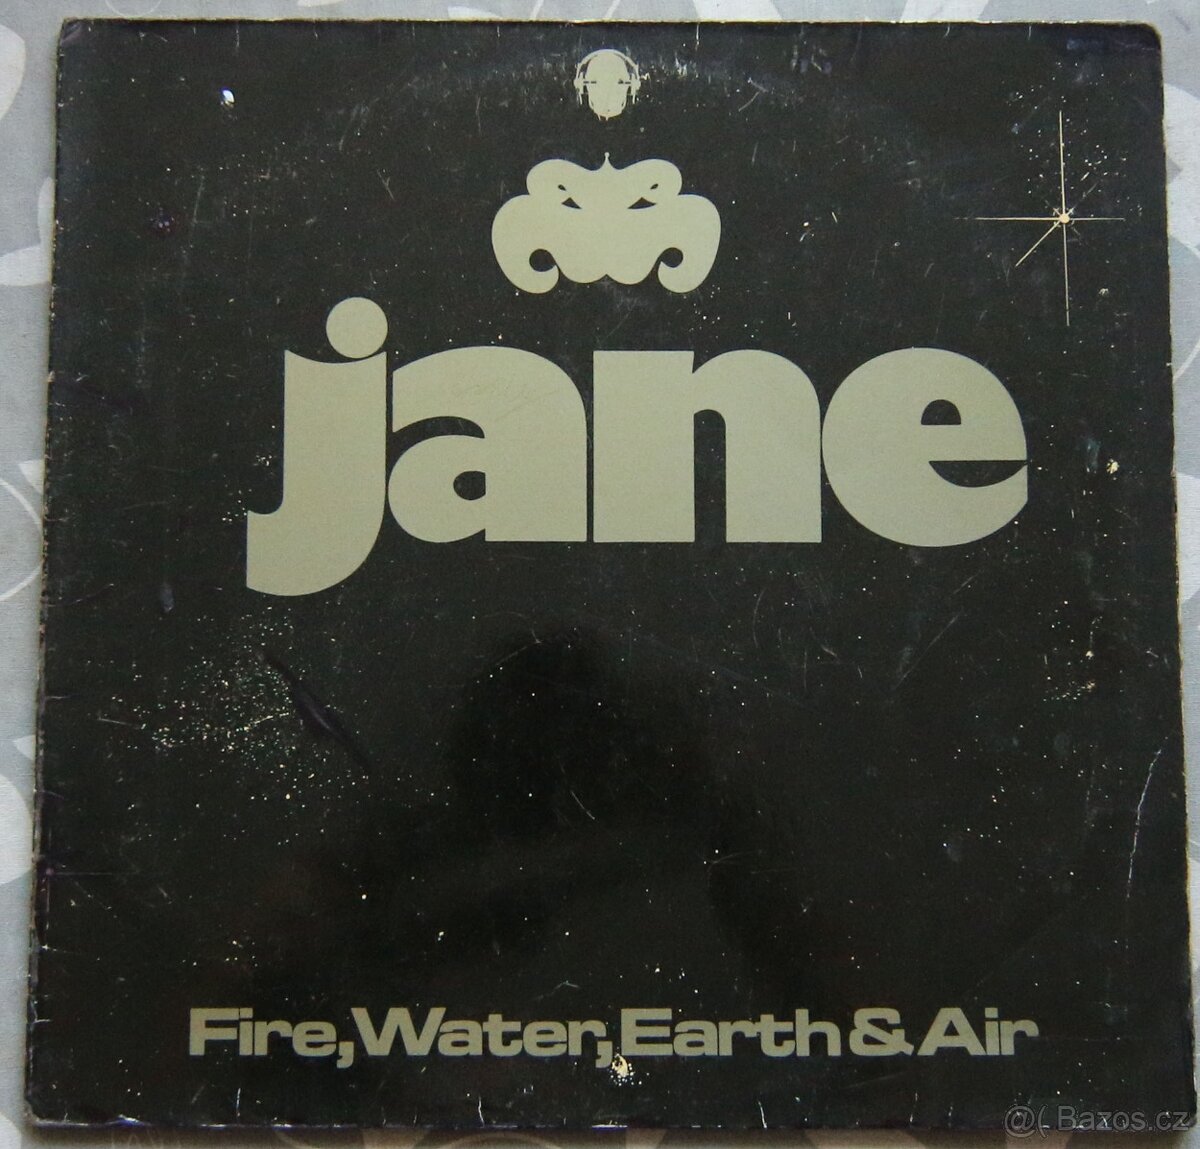 jane
Fire,Water,Earth & Air
@( Bazos.cz